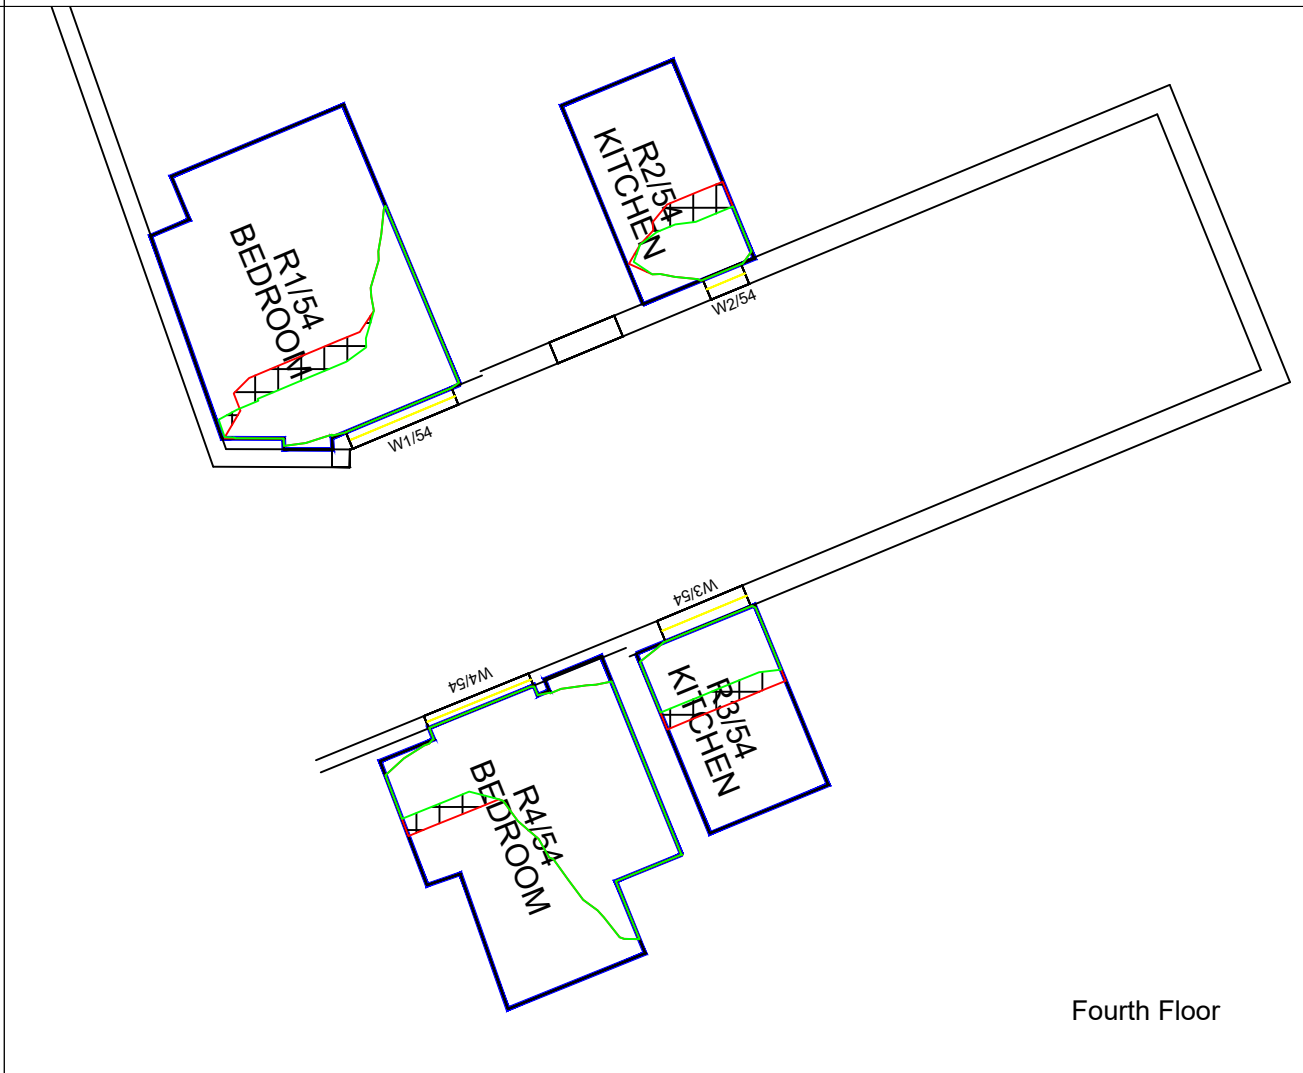 R1/54
BEDROOM
R2/54
KITCHEN
W2/54
W1/54
W3/54
W4/54
R3/54
KITCHEN
R4/54
BEDROOM
Fourth Floor